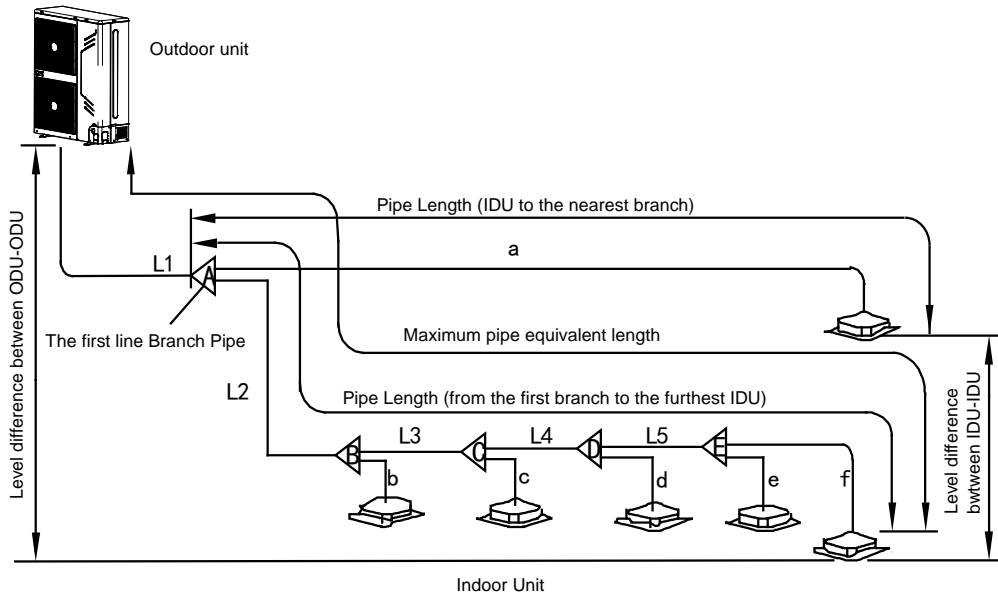 Outdoor unit
Pipe Length (IDU to the nearest branch)
a
L1
A
The first line Branch Pipe
Maximum pipe equivalent length
L2
Pipe Length (from the first branch to the furthest IDU)
L3
L4
L5
B
C
D
E
b
c
d
e
f
Level difference between ODU-ODU
Level difference
bwtween IDU-IDU
Indoor Unit